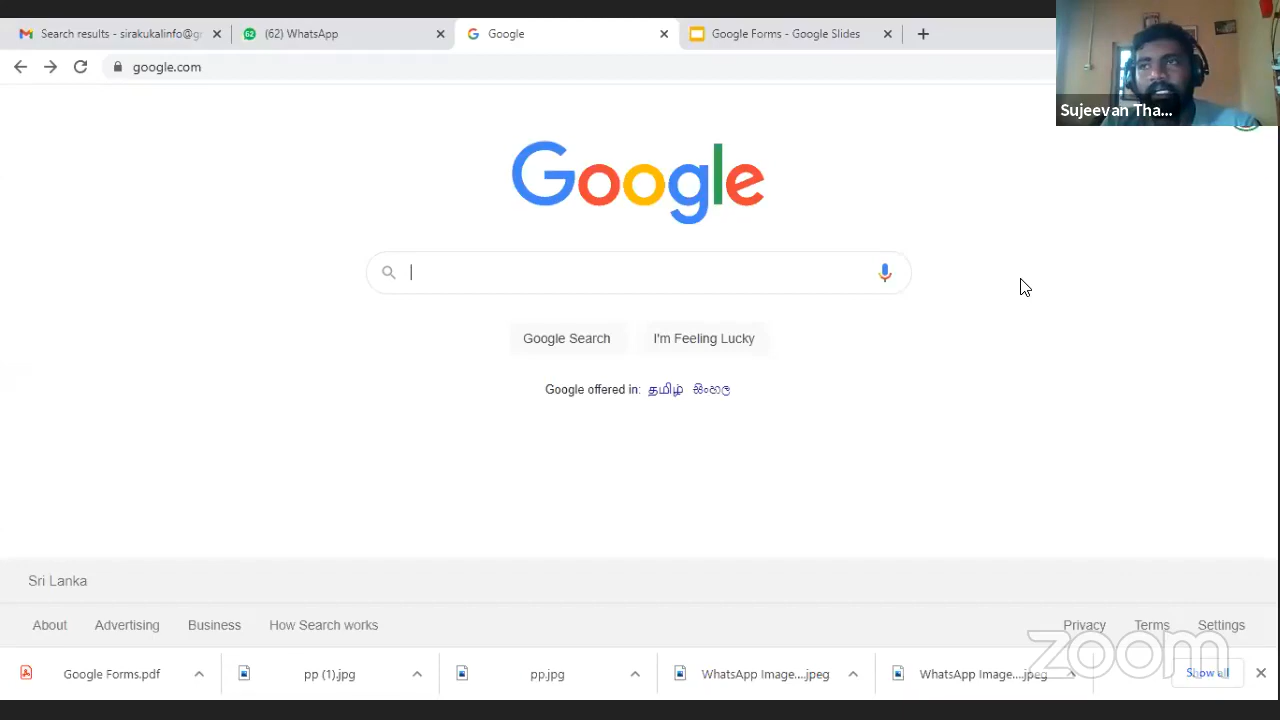 Search results - sirakukalinfo@gr
(62) WhatsApp
Google
Google Forms - Google Slides
google.com
Sujeevan Tha...
Google
Google Search
I'm Feeling Lucky
Google offered in: தமிழ் සිංහල
Sri Lanka
About
Advertising
Business
How Search works
Privacy
Terms
Settings
Google Forms.pdf
pp (1).jpg
pp.jpg
WhatsApp Image....jpeg
WhatsApp Image....jpeg
Show all
zoom